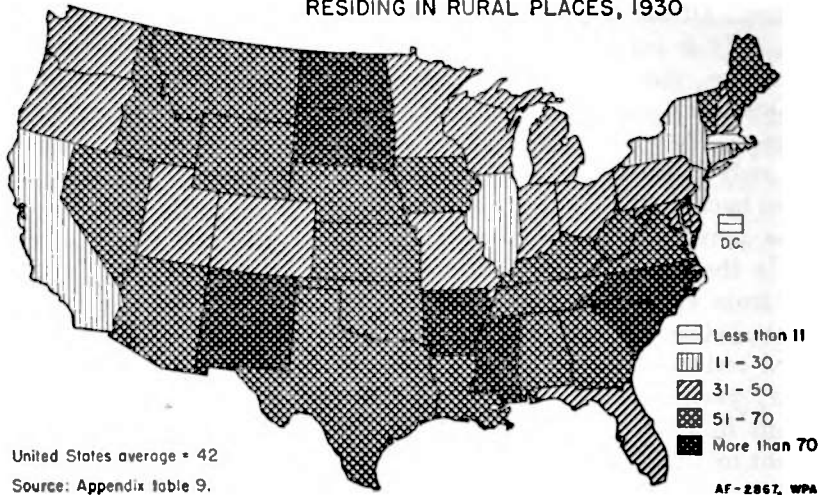 RESIDING IN RURAL PLACES, 1930
D.C.
Less than 11
11 - 30
31 - 50
51 - 70
More than 70
United States average = 42
Source: Appendix table 9.
AF-2867, WPA